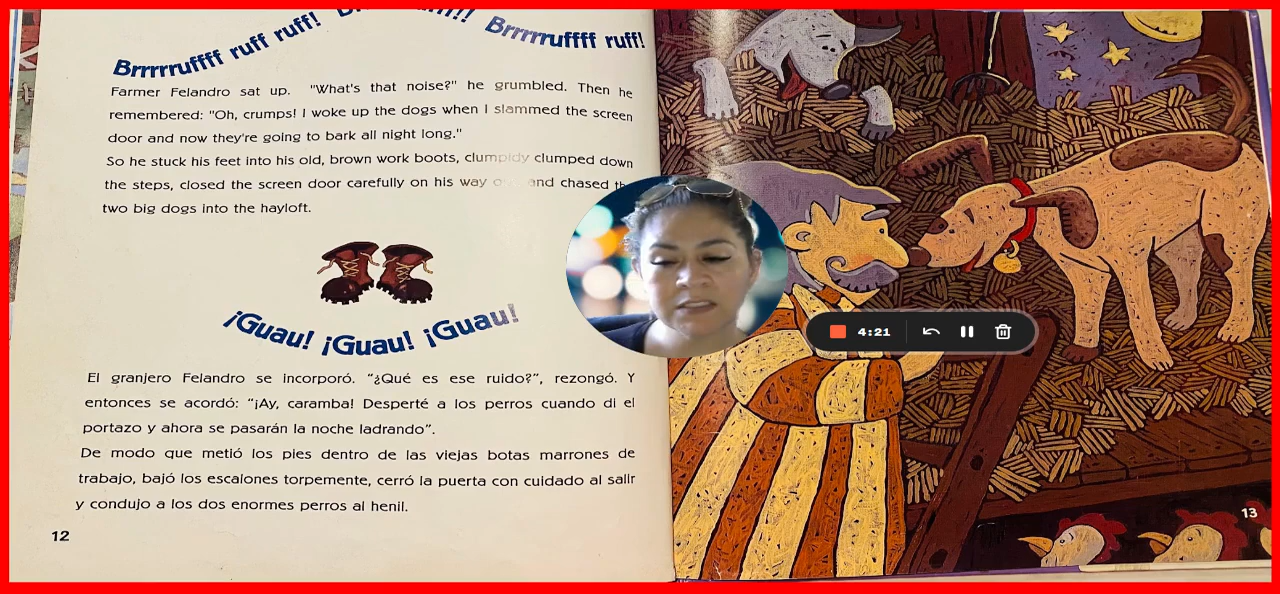 Brrrrruffff ruff ruff! Brrrrruffff ruff!
Farmer Felandro sat up. "What's that noise?" he grumbled. Then he
remembered: "Oh, crumps! I woke up the dogs when I slammed the screen
door and now they're going to bark all night long."
So he stuck his feet into his old, brown work boots, clumpidy clumped down
the steps, closed the screen door carefully on his way and chased
two big dogs into the hayloft.
¡Guau! ¡Guau! ¡Guau!
El granjero Felandro se incorporó. “¿Qué es ese ruido?”, rezongó. Y
entonces se acordó: “¡Ay, caramba! Desperté a los perros cuando di el
portazo y ahora se pasarán la noche ladrando”.
De modo que metió los pies dentro de las viejas botas marrones de
trabajo, bajó los escalones torpemente, cerró la puerta con cuidado al salir
y condujo a los dos enormes perros al henil.
12
4:21
13